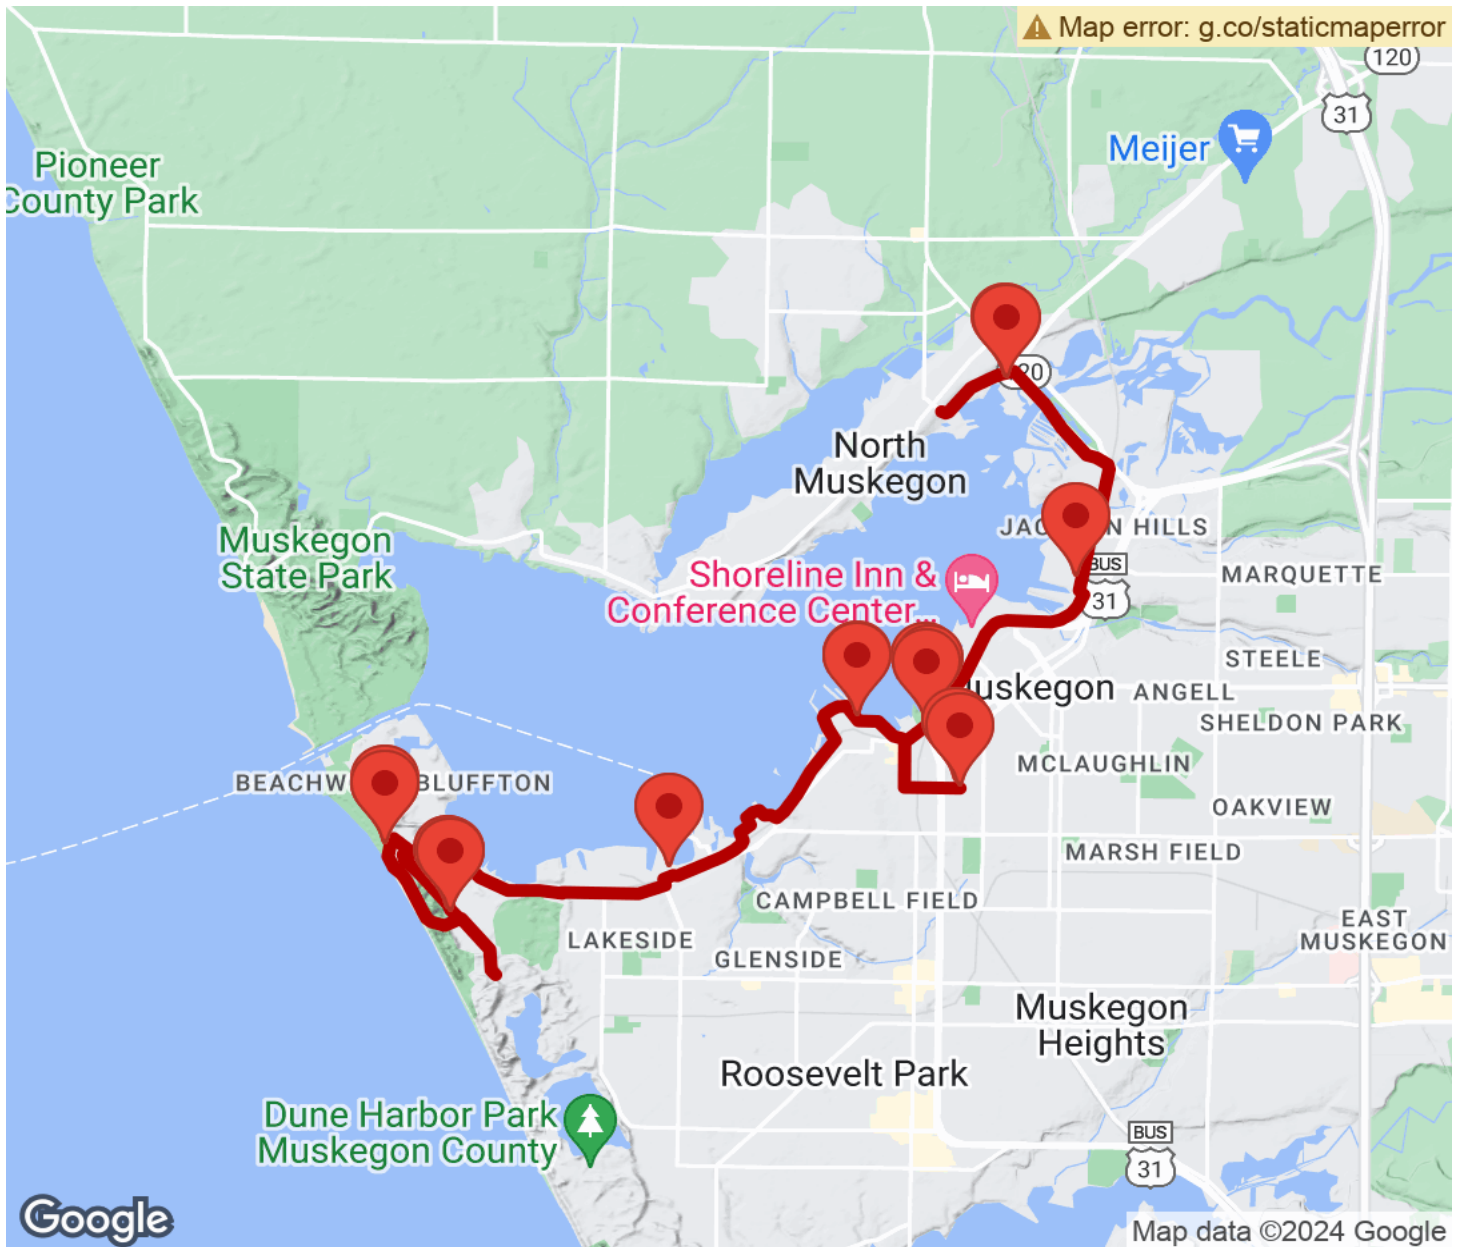 Map error: g.co/staticmaperror
120
31
Meijer
Pioneer
County Park
20
North
Muskegon
Muskegon
State Park
JAC N HILLS
BUS
31
MARQUETTE
Shoreline Inn &
Conference Center...
STEELE
uskegon
ANGELL
SHELDON PARK
MCLAUGHLIN
BEACHW
BLUFFTON
OAKVIEW
MARSH FIELD
CAMPBELL FIELD
EAST
MUSKEGON
LAKESIDE
GLENSIDE
Muskegon
Heights
Roosevelt Park
Dune Harbor Park
Muskegon County
BUS
31
Google
Map data ©2024 Google